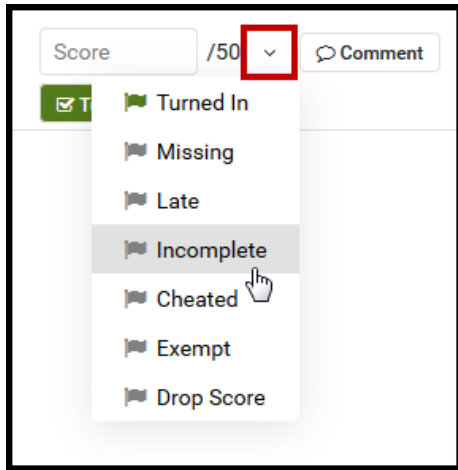 Score /50 Comment
T
Turned In
Missing
Late
Incomplete
Cheated
Exempt
Drop Score